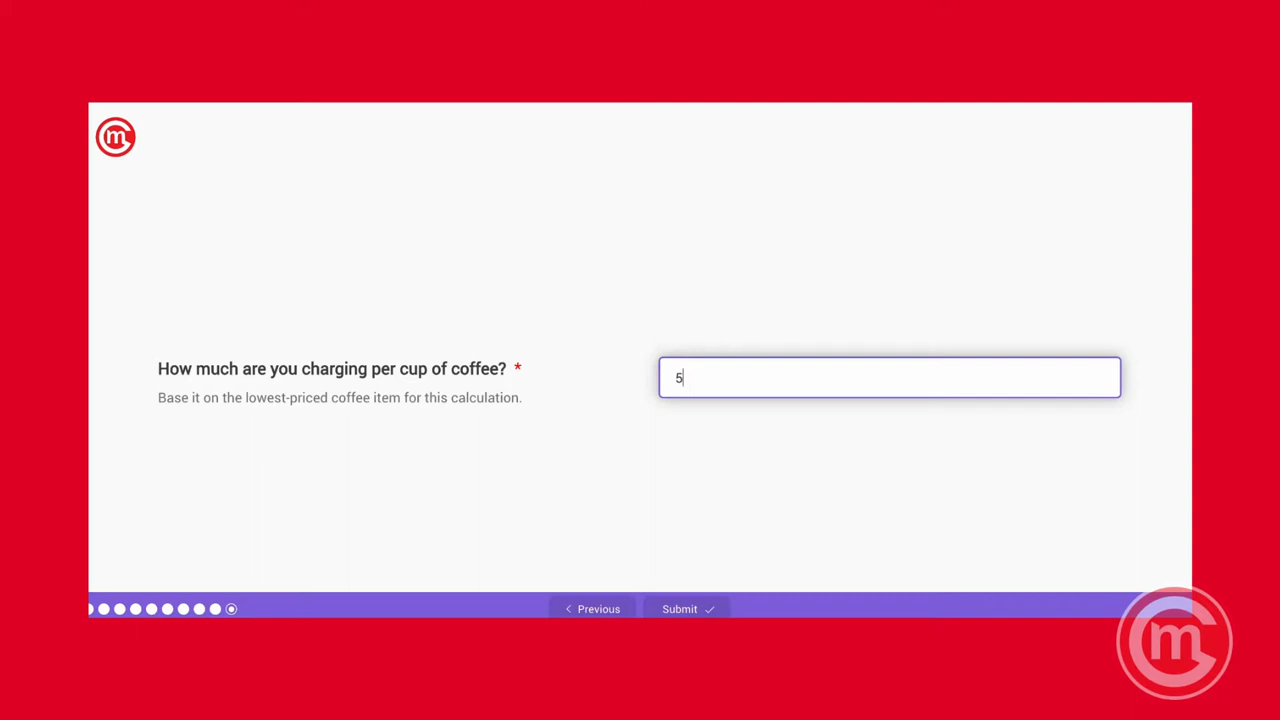 m
How much are you charging per cup of coffee? *
5
Base it on the lowest-priced coffee item for this calculation.
Previous
Submit
m